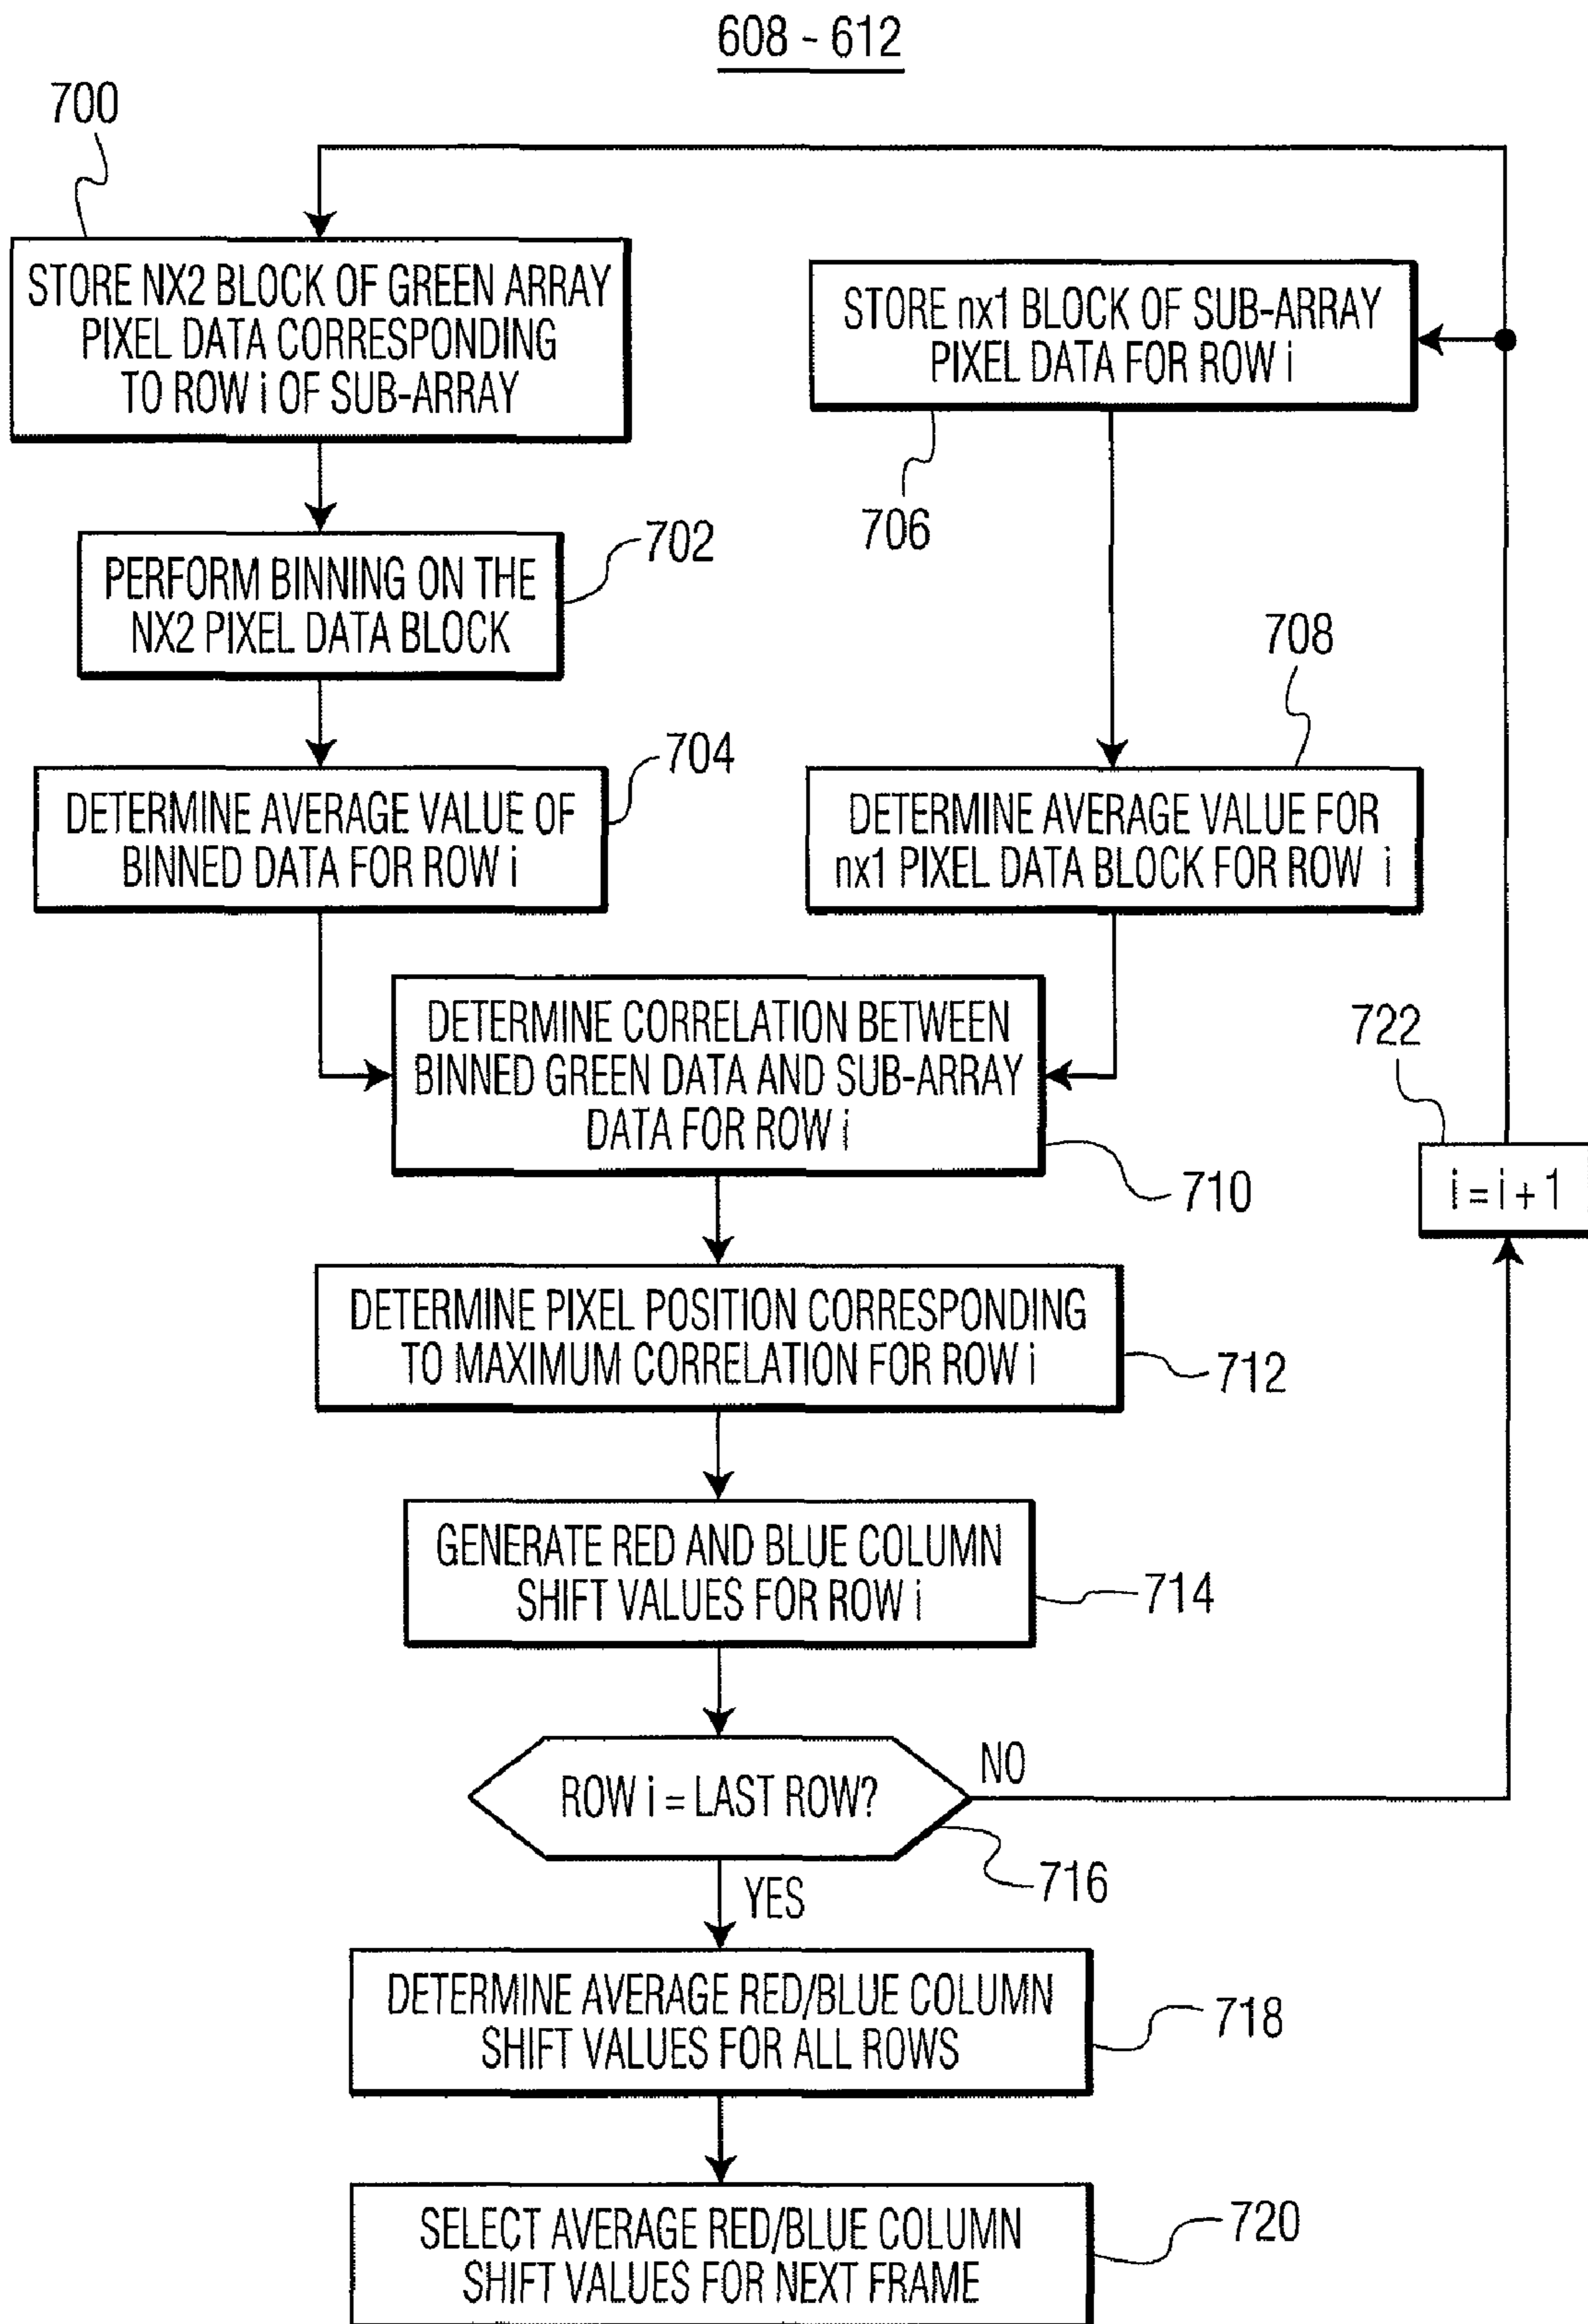 608 - 612
700
STORE NX2 BLOCK OF GREEN ARRAY
PIXEL DATA CORRESPONDING
TO ROW i OF SUB-ARRAY
STORE nx1 BLOCK OF SUB-ARRAY
PIXEL DATA FOR ROW i
706
702
PERFORM BINNING ON THE
NX2 PIXEL DATA BLOCK
708
704
DETERMINE AVERAGE VALUE OF
BINNED DATA FOR ROW i
DETERMINE AVERAGE VALUE FOR
nx1 PIXEL DATA BLOCK FOR ROW i
DETERMINE CORRELATION BETWEEN
BINNED GREEN DATA AND SUB-ARRAY
DATA FOR ROW i
710
722
i = i + 1
DETERMINE PIXEL POSITION CORRESPONDING
TO MAXIMUM CORRELATION FOR ROW i
712
GENERATE RED AND BLUE COLUMN
SHIFT VALUES FOR ROW i
714
ROW i = LAST ROW?
NO
716
YES
DETERMINE AVERAGE RED/BLUE COLUMN
SHIFT VALUES FOR ALL ROWS
718
SELECT AVERAGE RED/BLUE COLUMN
SHIFT VALUES FOR NEXT FRAME
720